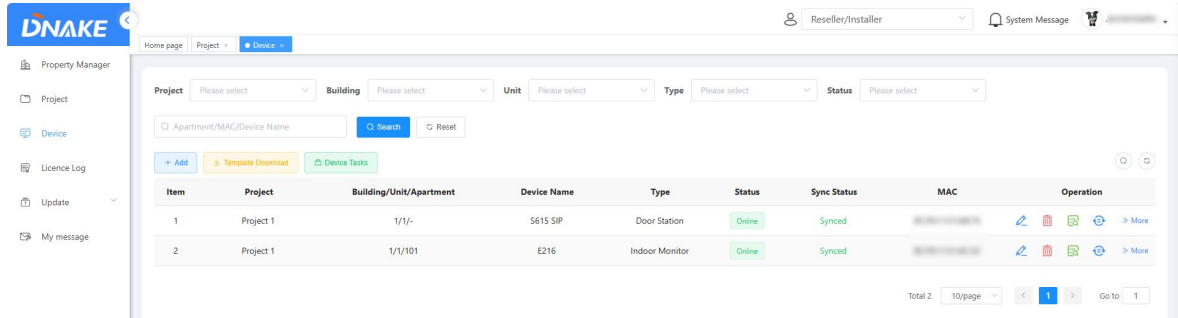 DNAKE
Reseller/Installer System Message
Home page Project × Device ×
Property Manager
Project
Device
Licence Log
Update
My message
Project Please select Building Please select Unit Please select Type Please select Status Please select
Apartment/MAC/Device Name Search Reset
+ Add Template Download Device Tasks
Item Project Building/Unit/Apartment Device Name Type Status Sync Status MAC Operation
1 Project 1 1/1/- S615 SIP Door Station Online Synced » More
2 Project 1 1/1/101 E216 Indoor Monitor Online Synced » More
Total 2 10/page < 1 > Go to 1